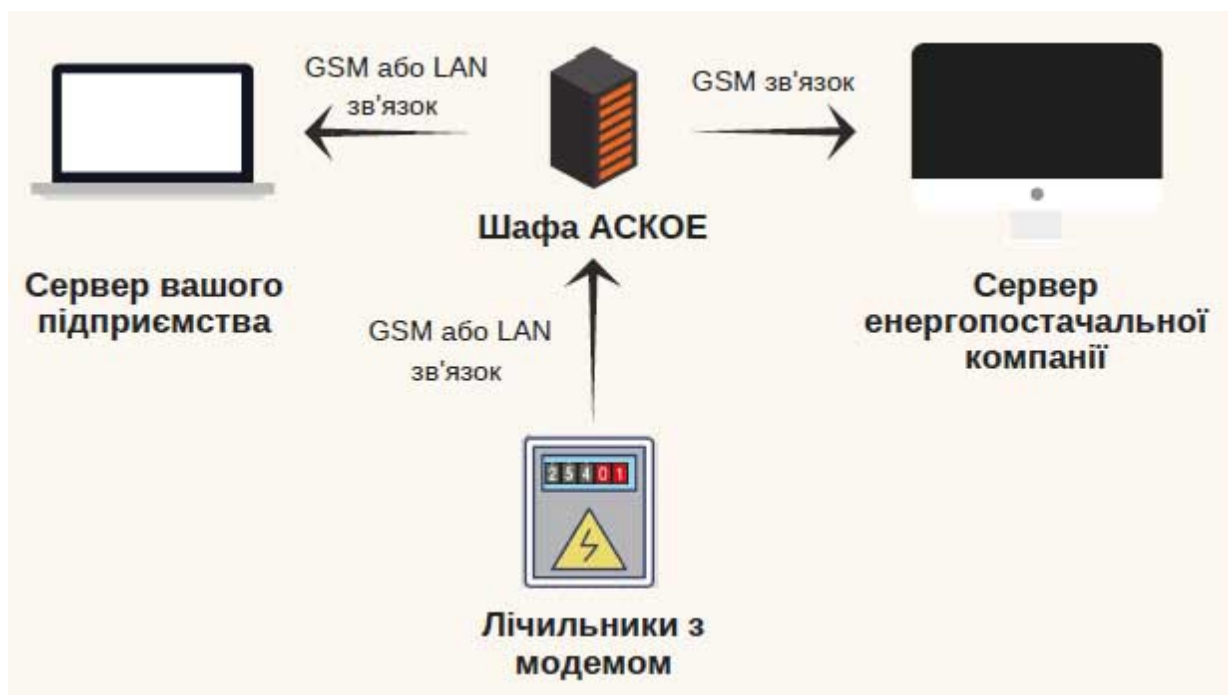 GSM або LAN
зв'язок
GSM зв'язок
Шафа АСКОЕ
Сервер вашого
підприємства
Сервер
енергопостачальної
компанії
GSM або LAN
зв'язок
25401
Лічильники з
модемом